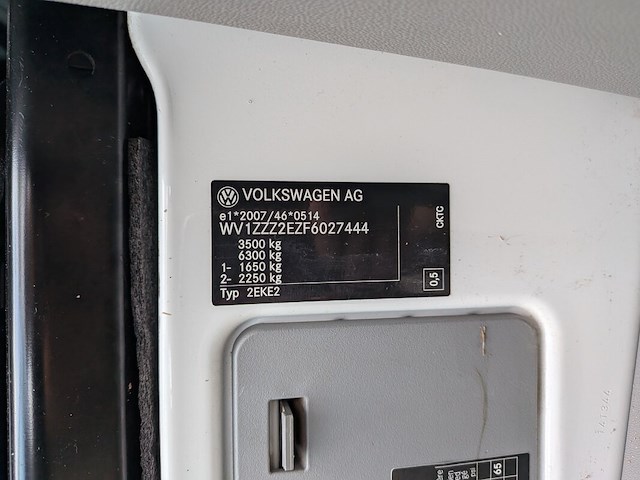 VOLKSWAGEN AG
e1*2007/46*0514
WV1ZZZ2EZF6027444
3500 kg
6300 kg
1- 1650 kg
2- 2250 kg
Typ 2EKE2
CKTC
0,5
65
psi